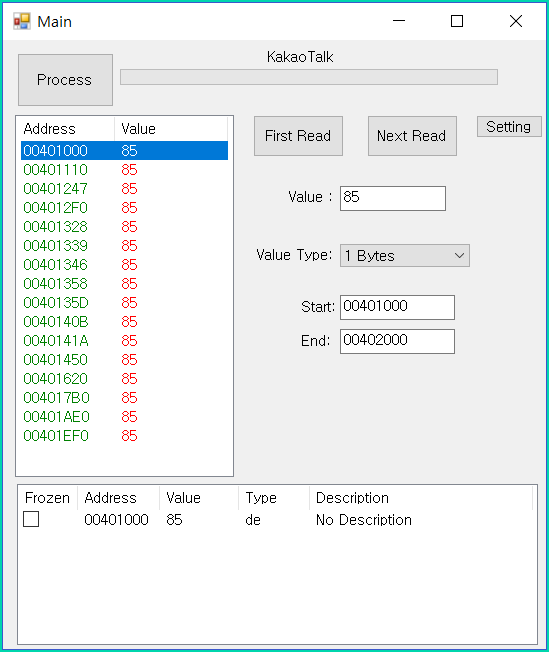 Main
KakaoTalk
Process
Address Value
00401000 85
00401110 85
00401247 85
004012F0 85
00401328 85
00401339 85
00401346 85
00401358 85
0040135D 85
0040140B 85
0040141A 85
00401450 85
00401620 85
004017B0 85
00401AE0 85
00401EF0 85
First Read Next Read Setting
Value : 85
Value Type: 1 Bytes
Start: 00401000
End: 00402000
Frozen Address Value Type Description
00401000 85 de No Description